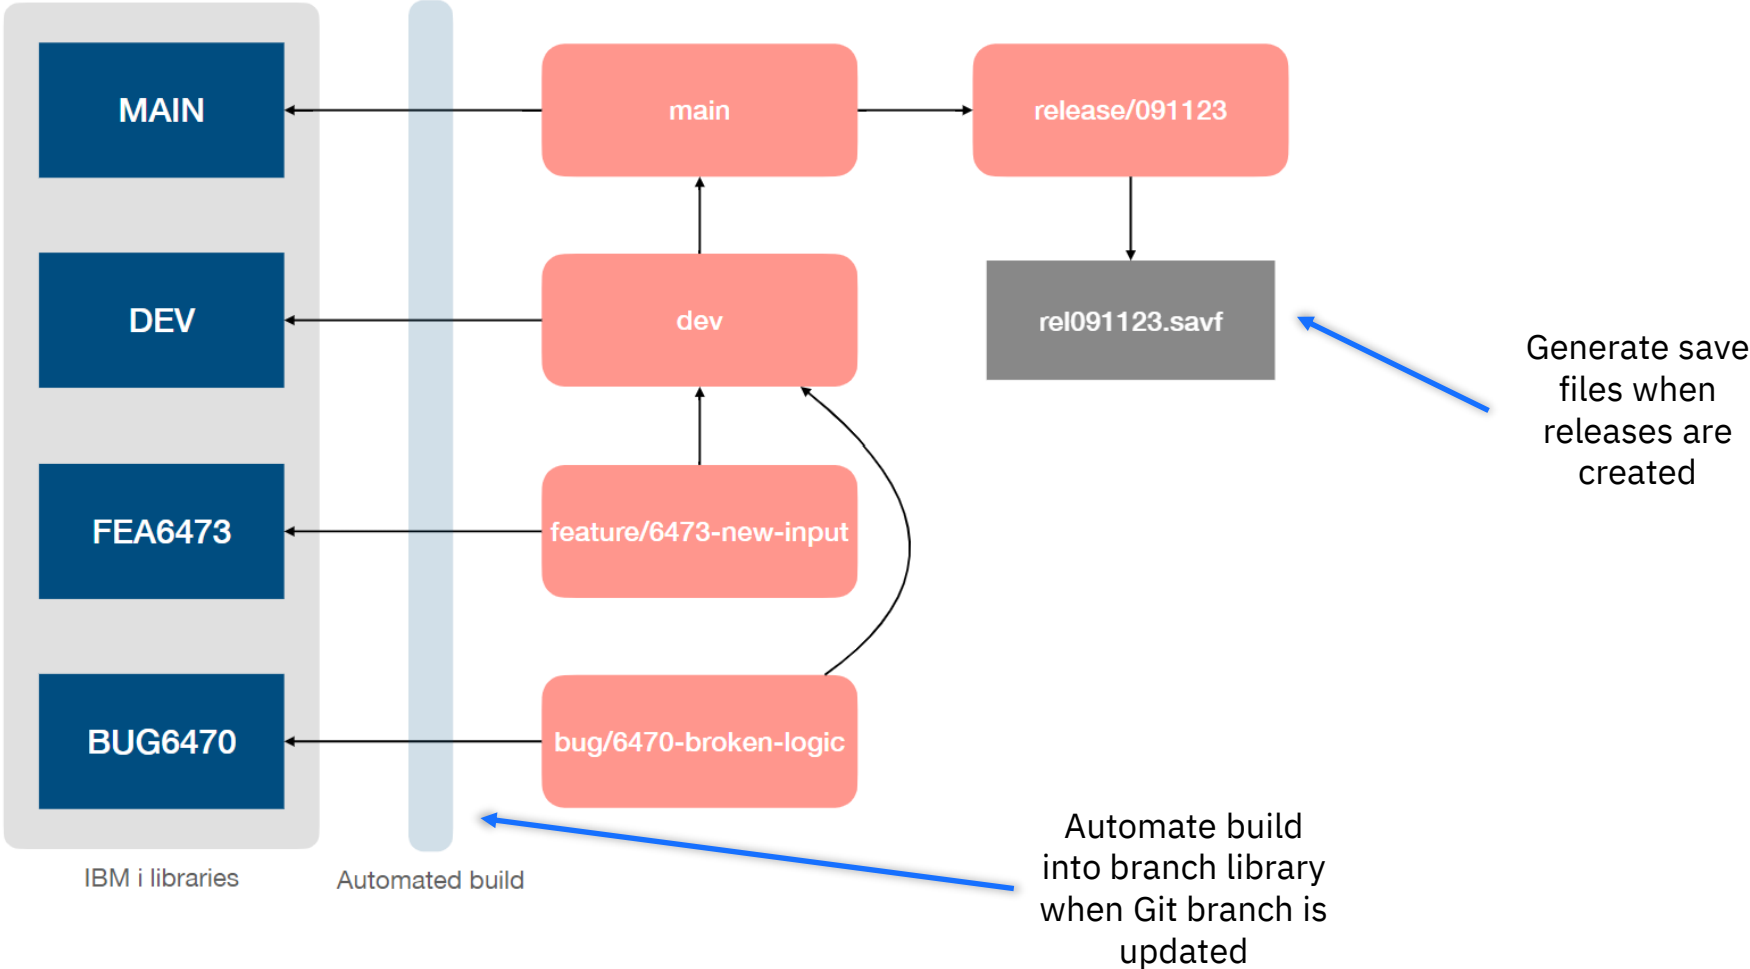 MAIN
main
release/091123
DEV
dev
rel091123.savf
Generate save
files when
releases are
created
FEA6473
feature/6473-new-input
BUG6470
bug/6470-broken-logic
IBM i libraries
Automated build
Automate build
into branch library
when Git branch is
updated